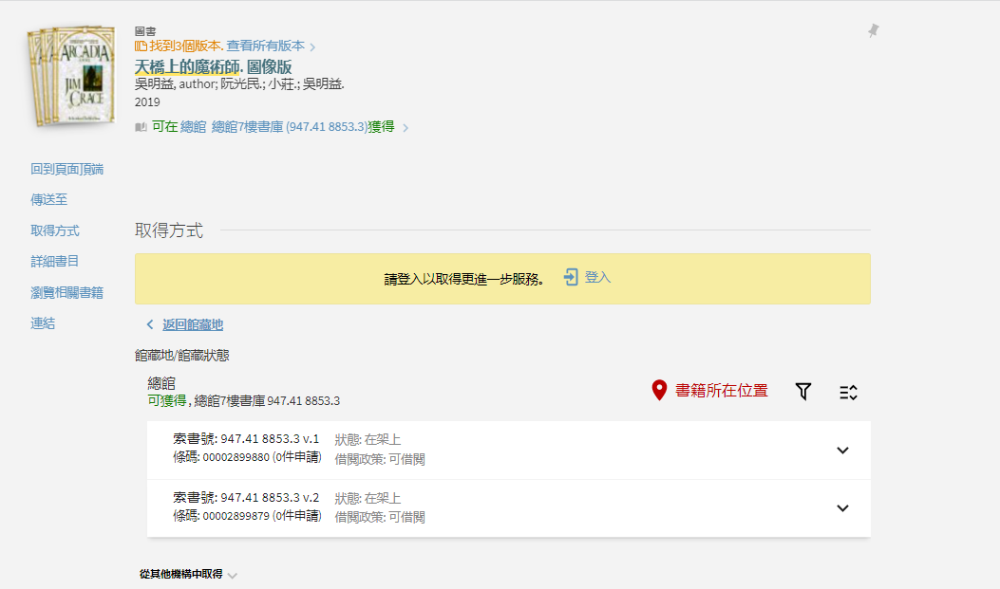 ARCADIA
JIM
CRACE
圖書
找到3個版本. 查看所有版本
天橋上的魔術師. 圖像版
吳明益, author; 阮光民.; 小莊.; 吳明益.
2019
可在 總館 總館7樓書庫 (947.41 8853.3)獲得
回到頁面頂端
傳送至
取得方式
詳細書目
瀏覽相關書籍
連結
取得方式
請登入以取得更進一步服務。 登入
返回館藏地
館藏地/館藏狀態
總館
可獲得 , 總館7樓書庫 947.41 8853.3
書籍所在位置
索書號: 947.41 8853.3 v.1 狀態: 在架上
條碼: 00002899880 (0件申請) 借閱政策: 可借閱
索書號: 947.41 8853.3 v.2 狀態: 在架上
條碼: 00002899879 (0件申請) 借閱政策: 可借閱
從其他機構中取得